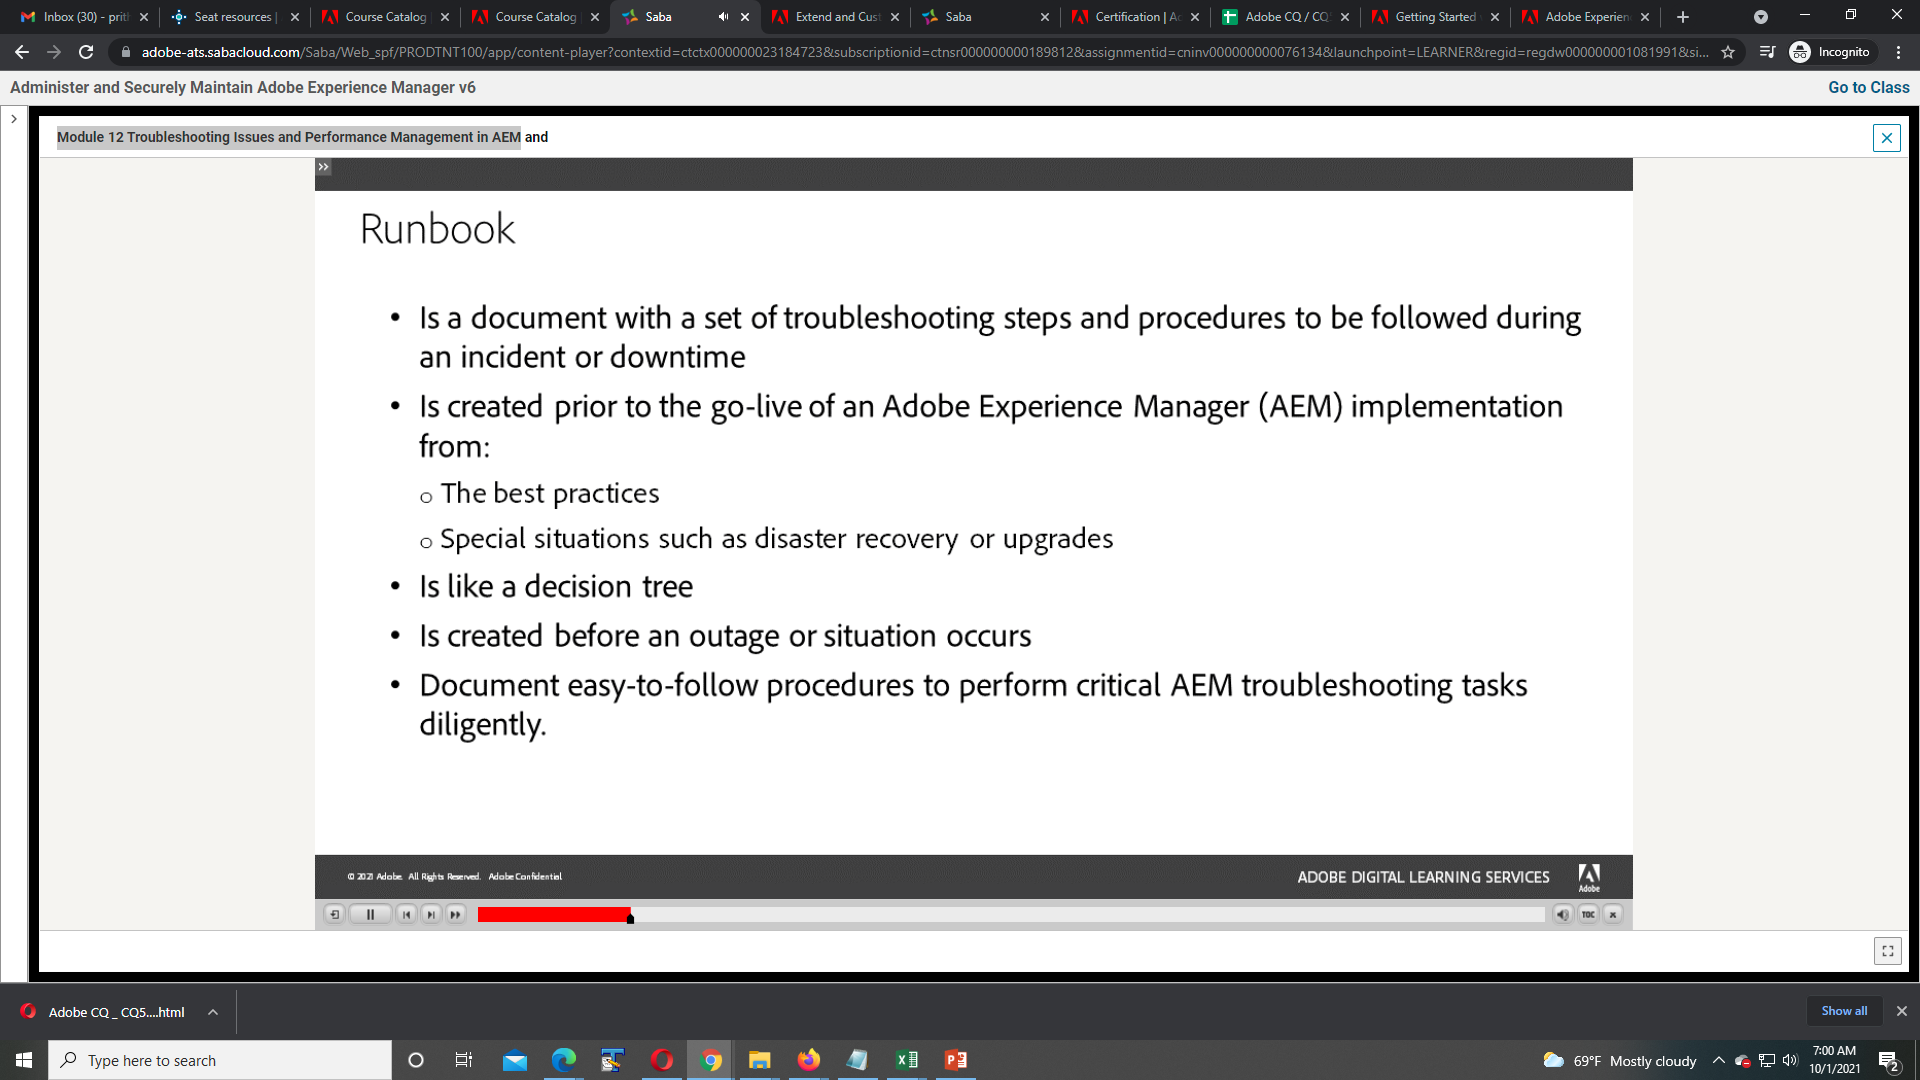 Inbox (30) - prith
Seat resources |
Course Catalog
Course Catalog
Saba
Extend and Cust
Saba
Certification | Ad
Adobe CQ / CQ
Getting Started
Adobe Experien
adobe-ats.sabacloud.com/Saba/Web_spf/PRODTNT100/app/content-player?contextid=ctctx000000023184723&subscriptionid=ctnsr0000000000189812&assignmentid=cninv000000000076134&launchpoint=LEARNER&regid=regdw000000001081991&si...
Incognito
Administer and Securely Maintain Adobe Experience Manager v6
Go to Class
Module 12 Troubleshooting Issues and Performance Management in AEM and
Runbook
• Is a document with a set of troubleshooting steps and procedures to be followed during
an incident or downtime
• Is created prior to the go-live of an Adobe Experience Manager (AEM) implementation
from:
o The best practices
o Special situations such as disaster recovery or upgrades
• Is like a decision tree
• Is created before an outage or situation occurs
• Document easy-to-follow procedures to perform critical AEM troubleshooting tasks
diligently.
© 2021 Adobe. All Rights Reserved. Adobe Confidential
ADOBE DIGITAL LEARNING SERVICES
Adobe
TOC
Adobe CQ _ CQ5....html
Show all
Type here to search
69°F Mostly cloudy
7:00 AM
10/1/2021
2